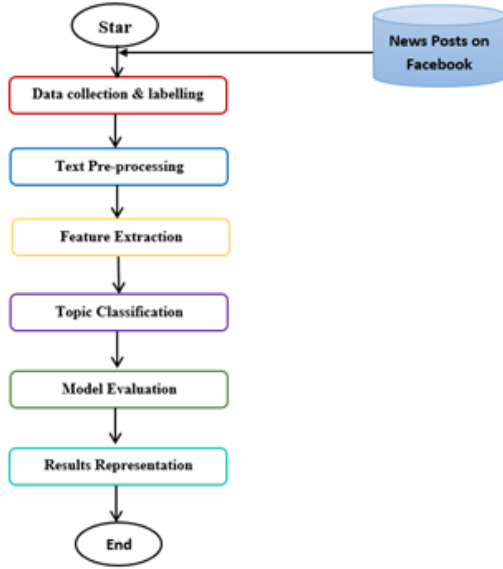 Star
News Posts on
Facebook
Data collection & labelling
Text Pre-processing
Feature Extraction
Topic Classification
Model Evaluation
Results Representation
End